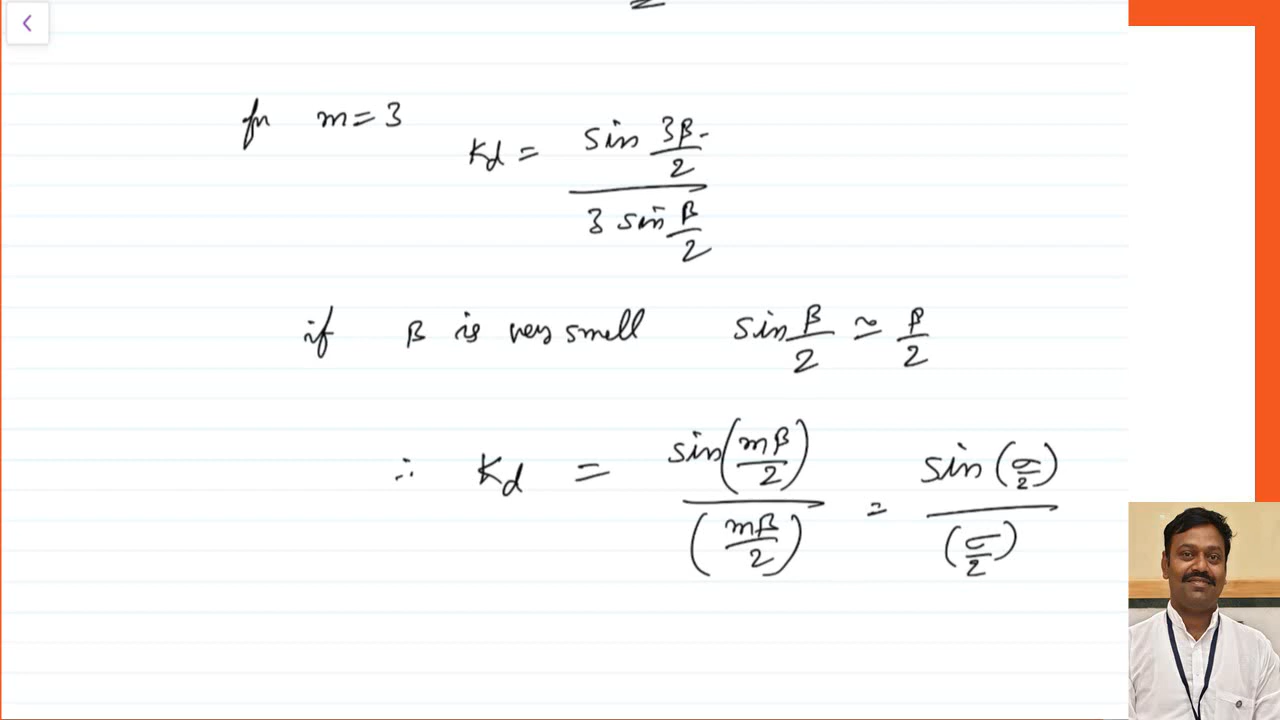 for m = 3
Kd = sin 3β/2 / 3 sin β/2
if β is very small sin β/2 ≃ β/2
∴ Kd = sin(mβ/2) / (mβ/2) = sin(σ/2) / (σ/2)